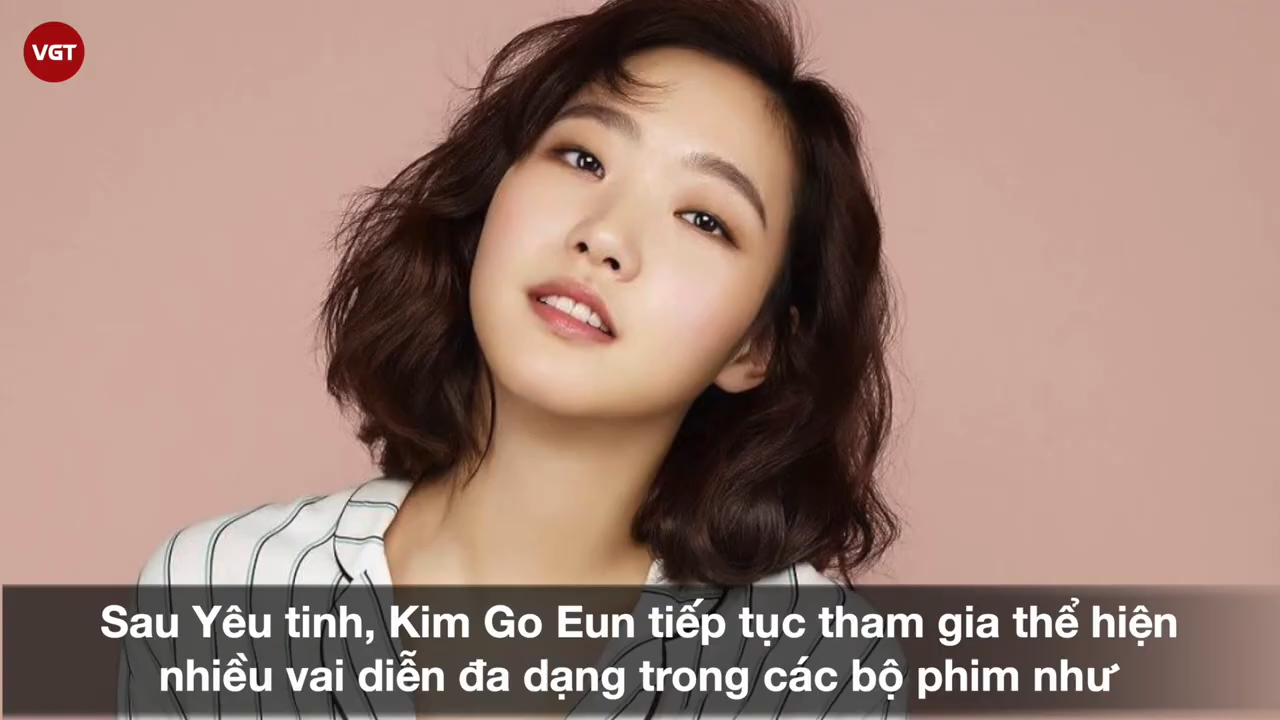 VGT
Sau Yêu tinh, Kim Go Eun tiếp tục tham gia thể hiện
nhiều vai diễn đa dạng trong các bộ phim như